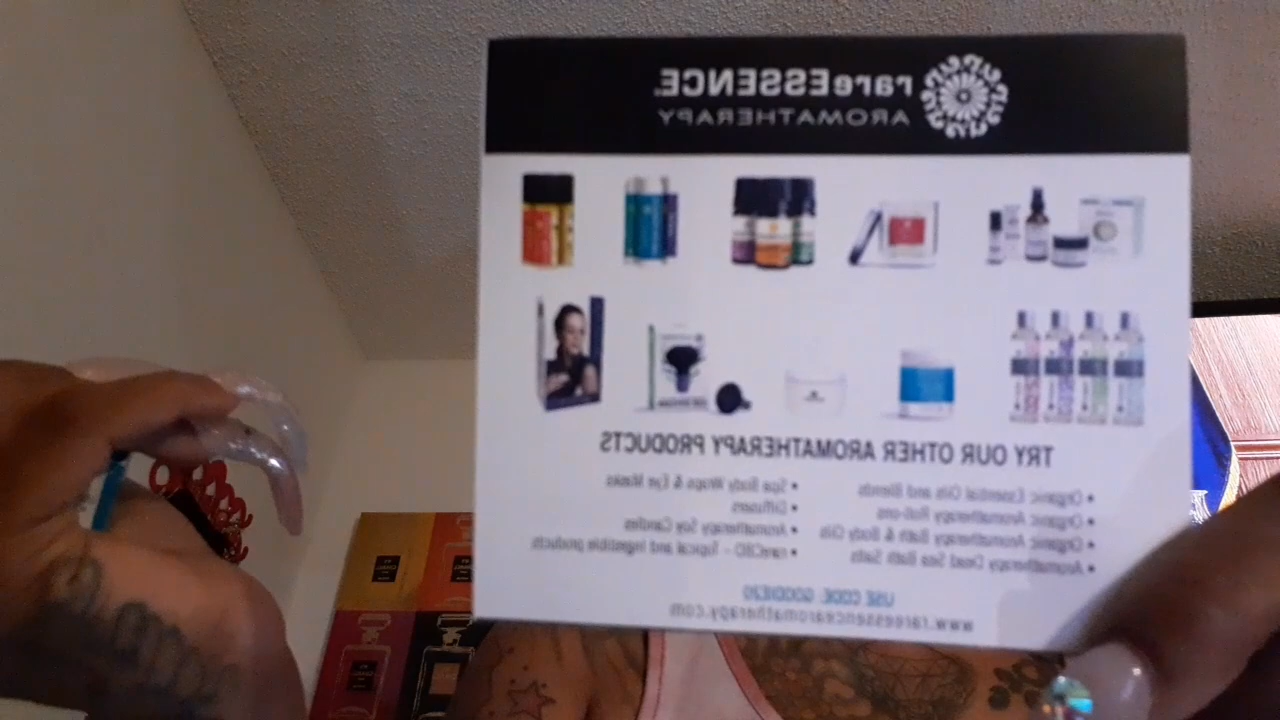 rareESSENCE.
AROMATHERAPY
TRY OUR OTHER AROMATHERAPY PRODUCTS
• Organic Essential Oils and Blends
• Organic Aromatherapy Roll-ons
• Organic Aromatherapy Bath & Body Oils
• Aromatherapy Dead Sea Bath Salts
• Spa Body Wraps & Eye Masks
• Diffusers
• Aromatherapy Soy Candles
• rareCBD - Topical and Ingestible products
USE CODE: GOODIE20
www.rareessencearomatherapy.com